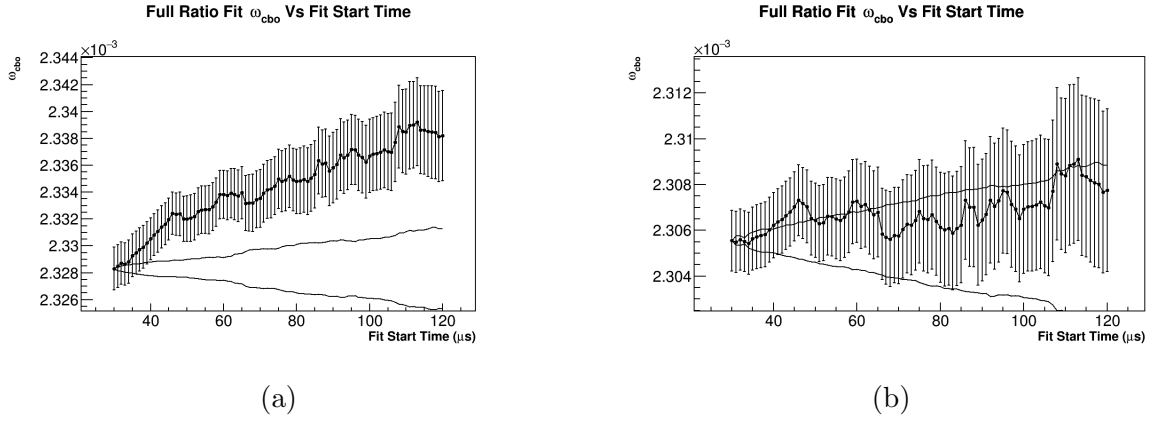 Full Ratio Fit ω_cbo Vs Fit Start Time
×10⁻³
ω_cbo
2.344
2.342
2.34
2.338
2.336
2.334
2.332
2.33
2.328
2.326
40 60 80 100 120
Fit Start Time (μs)
(a)
Full Ratio Fit ω_cbo Vs Fit Start Time
×10⁻³
ω_cbo
2.312
2.31
2.308
2.306
2.304
40 60 80 100 120
Fit Start Time (μs)
(b)